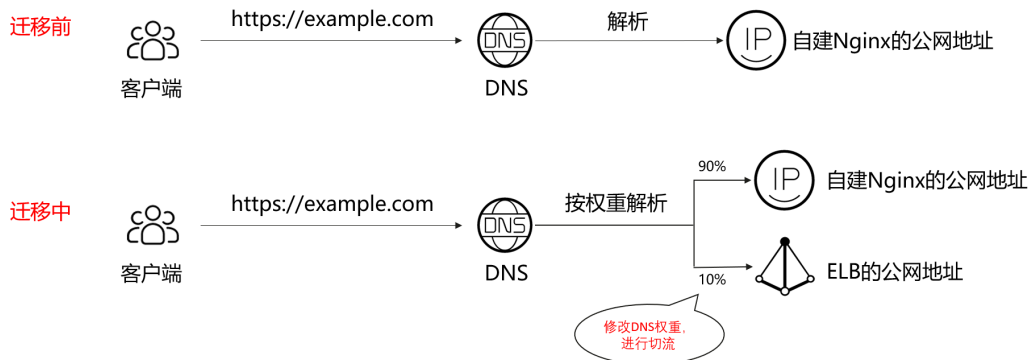 迁移前
https://example.com
解析
DNS
IP
自建Nginx的公网地址
客户端
DNS
90%
迁移中
https://example.com
按权重解析
DNS
IP
自建Nginx的公网地址
客户端
DNS
10%
ELB的公网地址
修改DNS权重，
进行切流